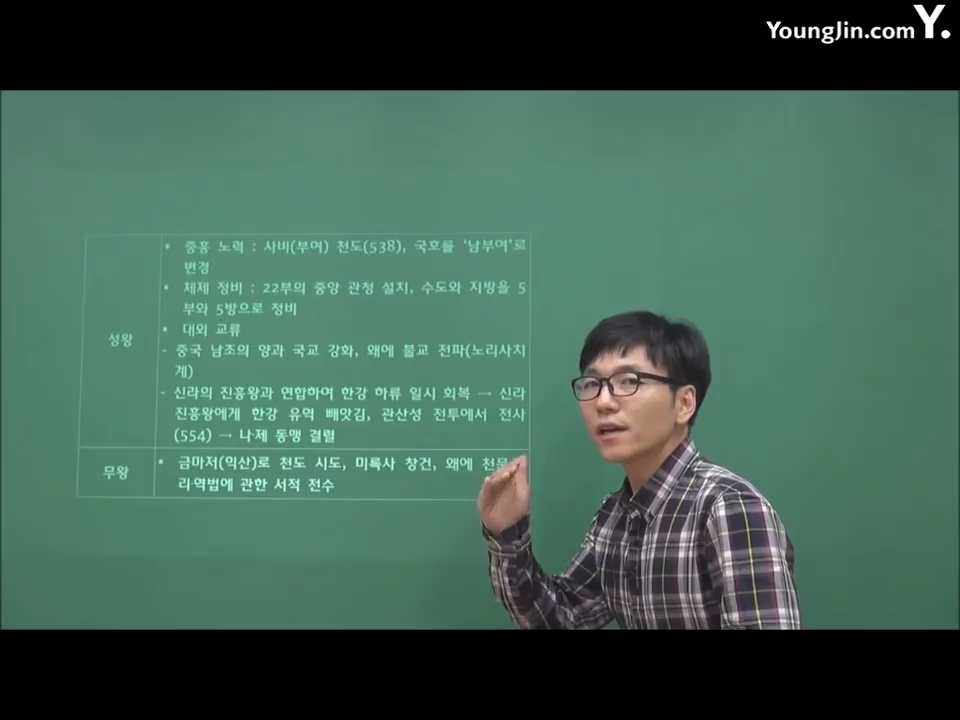 YoungJin.com Y.
• 중흥 노력 : 사비(부여) 천도(538), 국호를 '남부여'로
변경
• 체제 정비 : 22부의 중앙 관청 설치, 수도와 지방을 5
부와 5방으로 정비
• 대외 교류
성왕
- 중국 남조의 양과 국교 강화, 왜에 불교 전파(노리사치
계)
- 신라의 진흥왕과 연합하여 한강 하류 일시 회복 → 신라
진흥왕에게 한강 유역 빼앗김, 관산성 전투에서 전사
(554) → 나제 동맹 결렬
무왕
• 금마저(익산)로 천도 시도, 미륵사 창건, 왜에 천문
리·역법에 관한 서적 전수